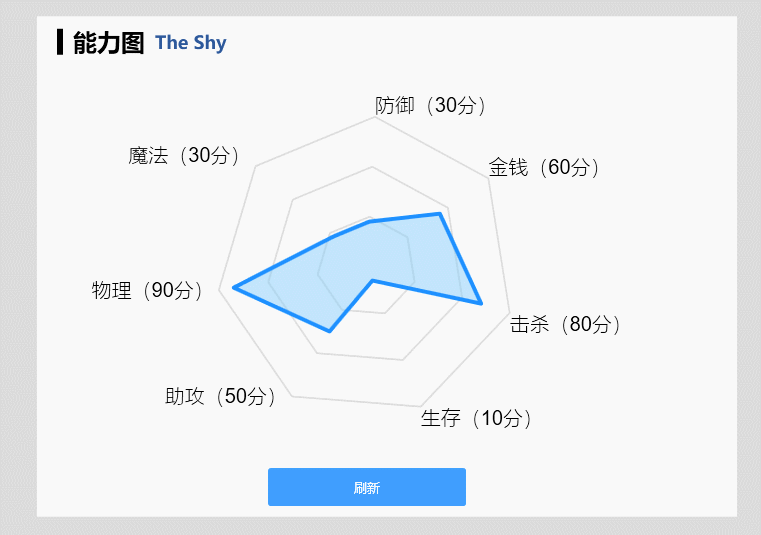 能力图 The Shy
防御（30分）
魔法（30分）
金钱（60分）
物理（90分）
击杀（80分）
助攻（50分）
生存（10分）
刷新